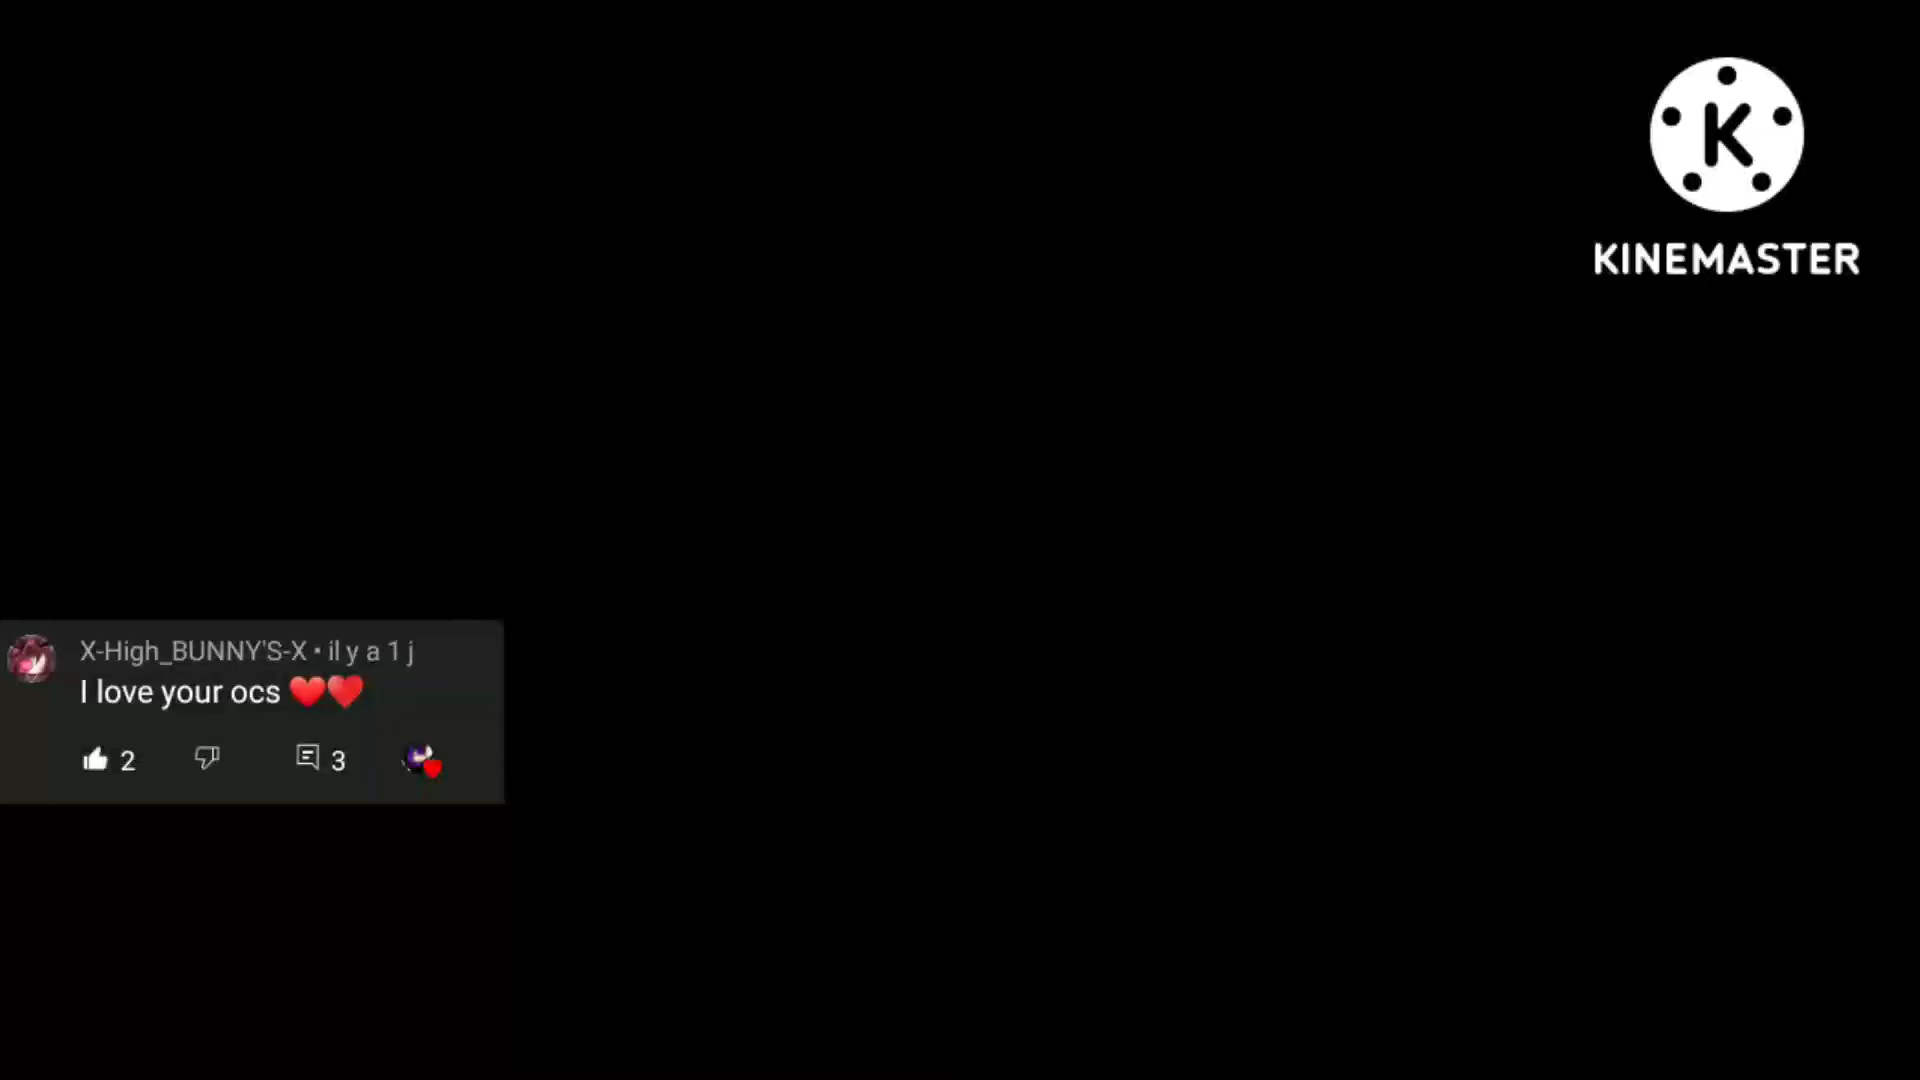 K
KINEMASTER
X-High_BUNNY'S-X • il y a 1 j
I love your ocs ❤️❤️
2
3